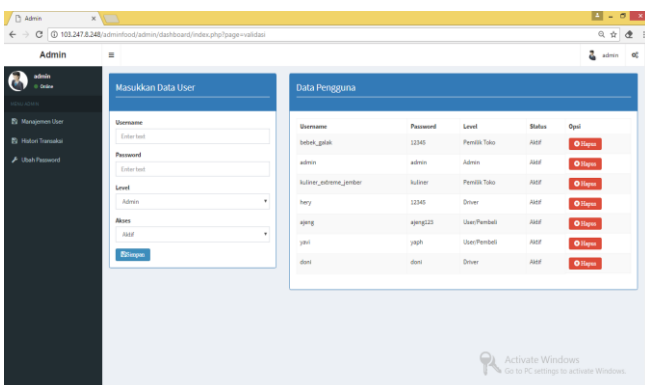 Admin
103.247.8.248/adminfood/admin/dashboard/index.php?page=validasi
Admin
admin
admin
Online
MENU ADMIN
Manajemen User
Histori Transaksi
Ubah Password
Masukkan Data User
Username
Enter text
Password
Enter text
Level
Admin
Akses
Aktif
Simpan
Data Pengguna
Username Password Level Status Opsi
bebek_galak 12345 Pemilik Toko Aktif Hapus
admin admin Admin Aktif Hapus
kuliner_extreme_jember kuliner Pemilik Toko Aktif Hapus
hery 12345 Driver Aktif Hapus
ajeng ajeng123 User/Pembeli Aktif Hapus
yavi yaph User/Pembeli Aktif Hapus
doni doni Driver Aktif Hapus
Activate Windows
Go to PC settings to activate Windows.